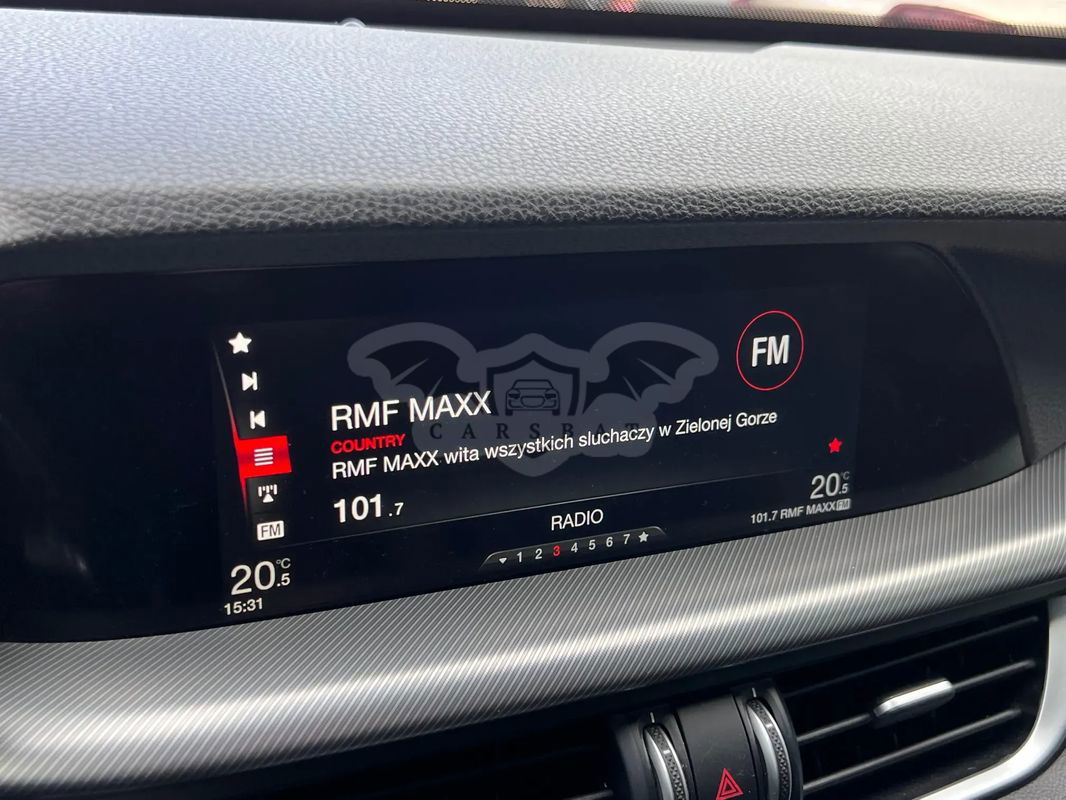 FM
RMF MAXX
COUNTRY
RMF MAXX wita wszystkich sluchaczy w Zielonej Gorze
101.7
FM
RADIO
1 2 3 4 5 6 7
20.5 °C
15:31
20.5 °C
101.7 RMF MAXX FM
CARSBAT